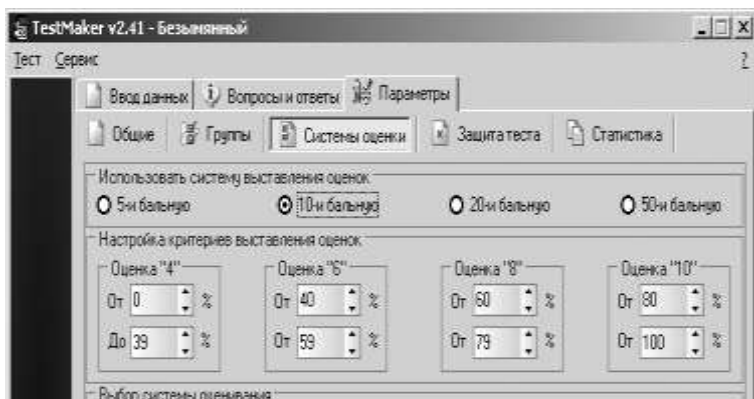 TestMaker v2.41 - Безымянный
Тест Сервис ?
Ввод данных Вопросы и ответы Параметры
Общие Группы Системы оценки Защита теста Статистика
Использовать систему выставления оценок
5-и бальную 10-и бальную 20-и бальную 50-и бальную
Настройка критериев выставления оценок
Оценка "4" Оценка "6" Оценка "8" Оценка "10"
От 0 % От 40 % От 60 % От 80 %
До 39 % От 59 % От 79 % От 100 %
Выбор системы оценивания